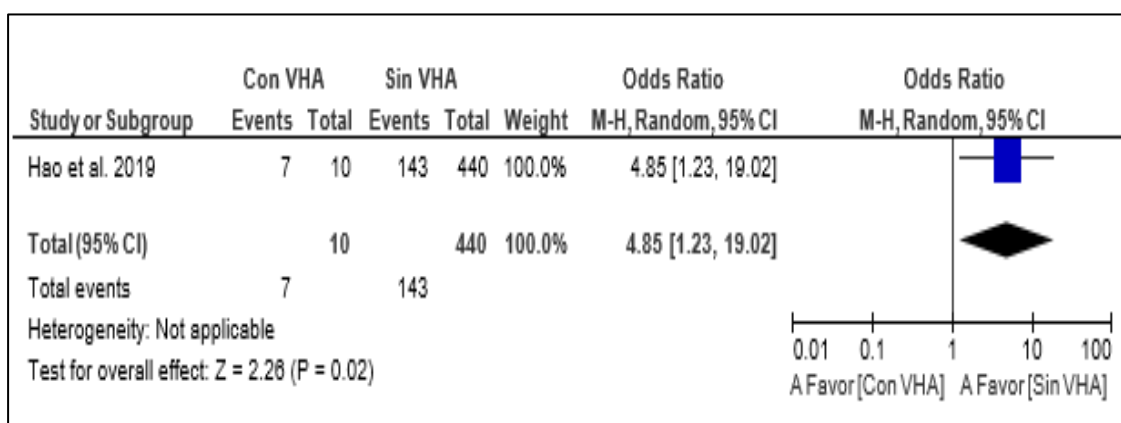 Con VHA Sin VHA Odds Ratio Odds Ratio
Study or Subgroup Events Total Events Total Weight M-H, Random, 95% CI M-H, Random, 95% CI
Hao et al. 2019 7 10 143 440 100.0% 4.85 [1.23, 19.02]
Total (95% CI) 10 440 100.0% 4.85 [1.23, 19.02]
Total events 7 143
Heterogeneity: Not applicable
Test for overall effect: Z = 2.26 (P = 0.02)
0.01 0.1 1 10 100
A Favor [Con VHA] A Favor [Sin VHA]